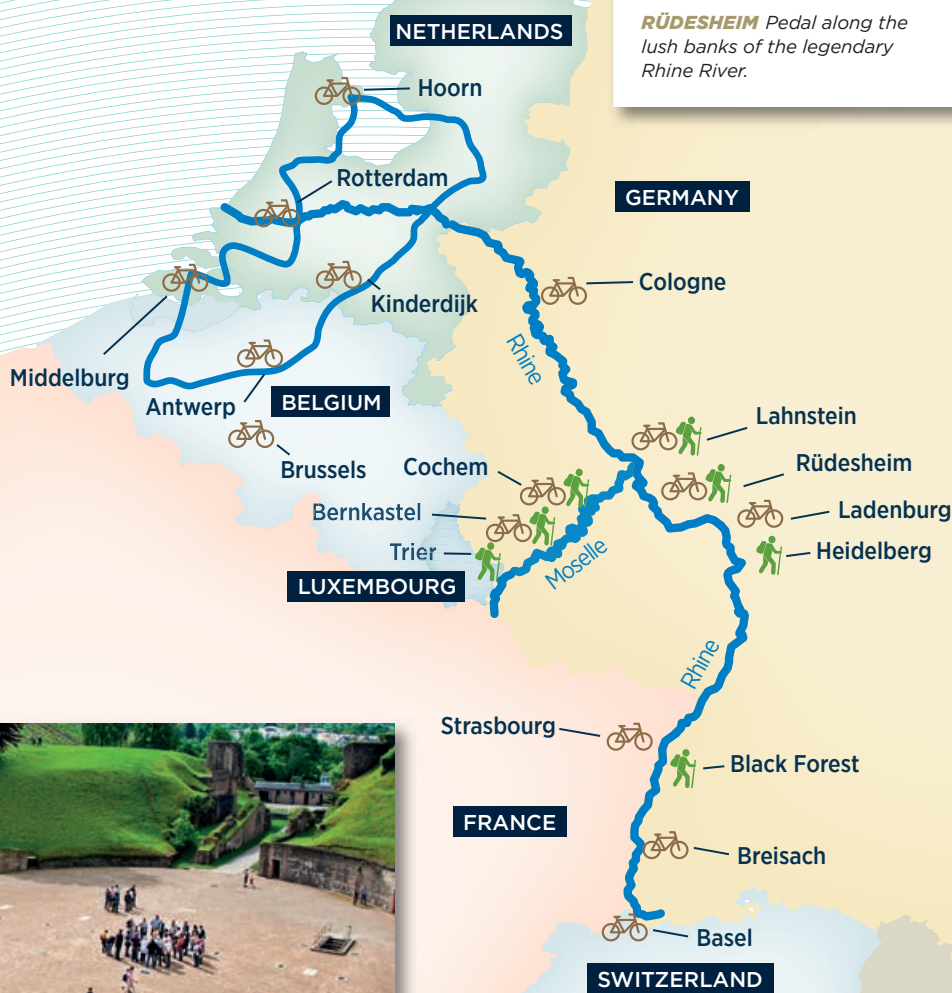 NETHERLANDS
RÜDESHEIM Pedal along the
lush banks of the legendary
Rhine River.
Hoorn
Rotterdam
GERMANY
Cologne
Kinderdijk
Rhine
Middelburg
Antwerp
BELGIUM
Lahnstein
Brussels
Cochem
Rüdesheim
Bernkastel
Ladenburg
Trier
Moselle
Heidelberg
LUXEMBOURG
Rhine
Strasbourg
Black Forest
FRANCE
Breisach
Basel
SWITZERLAND